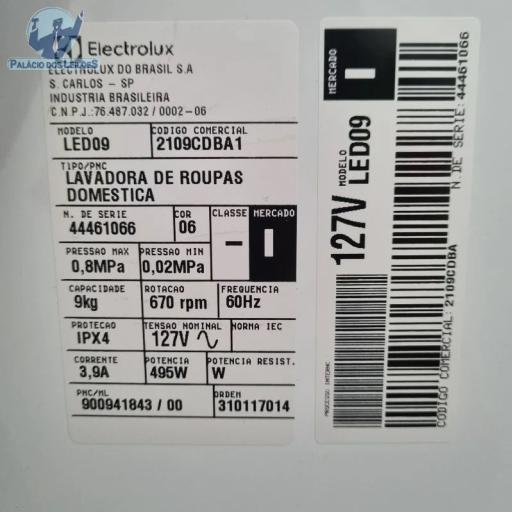 PALÁCIO DOS LEILÕES
Electrolux
ELECTROLUX DO BRASIL S.A
S. CARLOS - SP
INDUSTRIA BRASILEIRA
C.N.P.J.:76.487.032 / 0002-06
MODELO
LED09
CODIGO COMERCIAL
2109CDBA1
TIPO/PNC
LAVADORA DE ROUPAS
DOMESTICA
N. DE SERIE
44461066
COR
06
CLASSE
-
MERCADO
I
PRESSAO MAX
0,8MPa
PRESSAO MIN
0,02MPa
CAPACIDADE
9kg
ROTACAO
670 rpm
FREQUENCIA
60Hz
PROTECAO
IPX4
TENSAO NOMINAL
127V ~
NORMA IEC
CORRENTE
3,9A
POTENCIA
495W
POTENCIA RESIST.
W
PNC/ML
900941843 / 00
ORDEM
310117014
MERCADO
I
127V
MODELO
LED09
PROCESSO INTERNO
N.DE SERIE: 44461066
CODIGO COMERCIAL: 2109CDBA